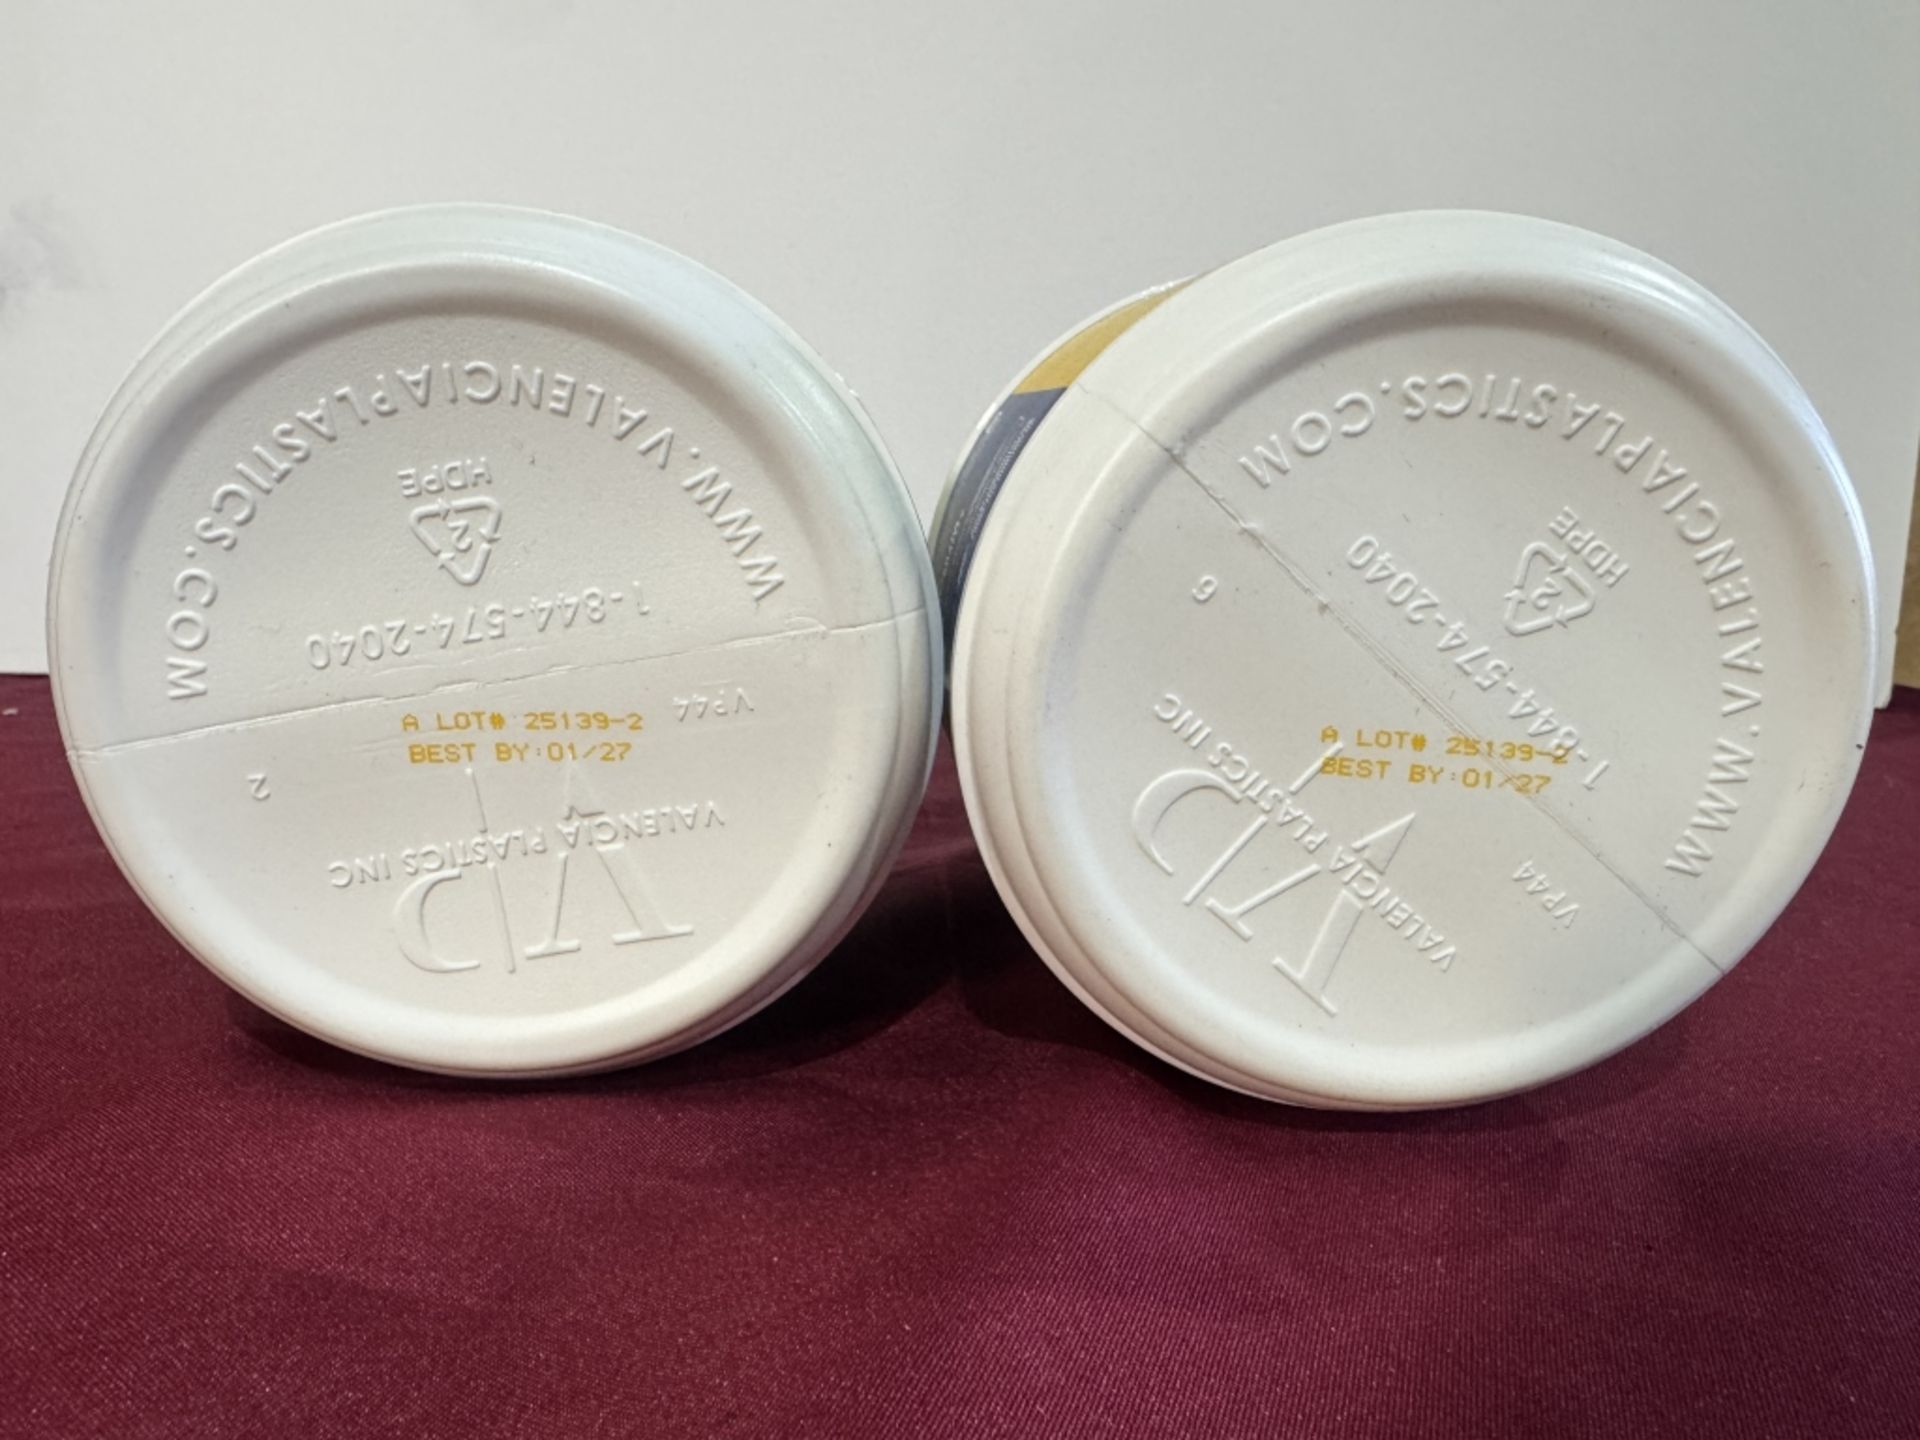 WWW.VALENCIAPLASTICS.COM
HDPE
2
1-844-574-2040
VP44
A LOT# 25139-2
BEST BY:01/27
2
VALENCIA PLASTICS INC
VP
WWW.VALENCIAPLASTICS.COM
HDPE
2
1-844-574-2040
6
A LOT# 25139-2
BEST BY:01/27
VP44
VALENCIA PLASTICS INC
VP